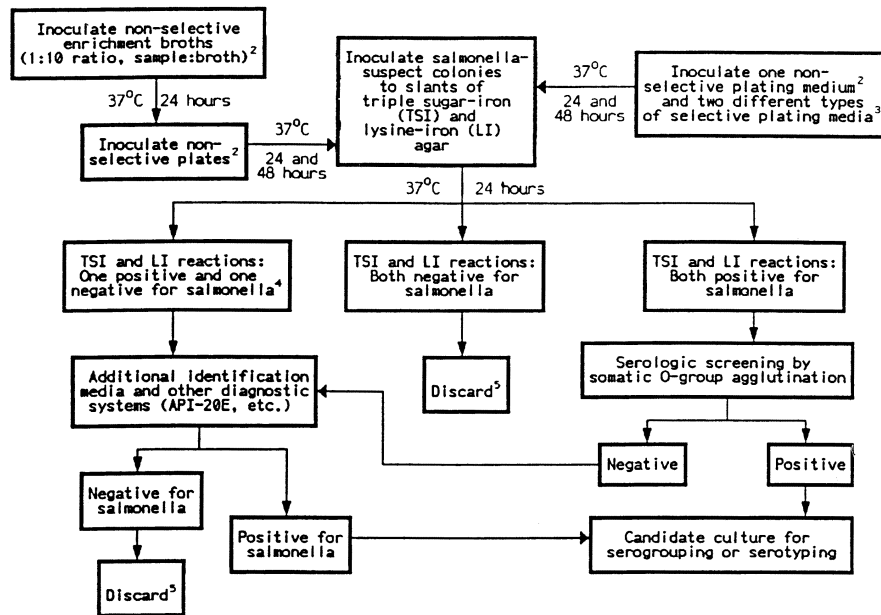 Inoculate non-selective
enrichment broths
(1:10 ratio, sample:broth)²
37°C
24 hours
Inoculate non-
selective plates²
37°C
24 and
48 hours
Inoculate salmonella-
suspect colonies
to slants of
triple sugar-iron
(TSI) and
lysine-iron (LI)
agar
37°C
24 and
48 hours
Inoculate one non-
selective plating medium²
and two different types
of selective plating media³
37°C
24 hours
TSI and LI reactions:
One positive and one
negative for salmonella⁴
TSI and LI reactions:
Both negative for
salmonella
TSI and LI reactions:
Both positive for
salmonella
Additional identification
media and other diagnostic
systems (API-20E, etc.)
Discard⁵
Serologic screening by
somatic O-group agglutination
Negative
Positive
Negative for
salmonella
Positive for
salmonella
Candidate culture for
serogrouping or serotyping
Discard⁵